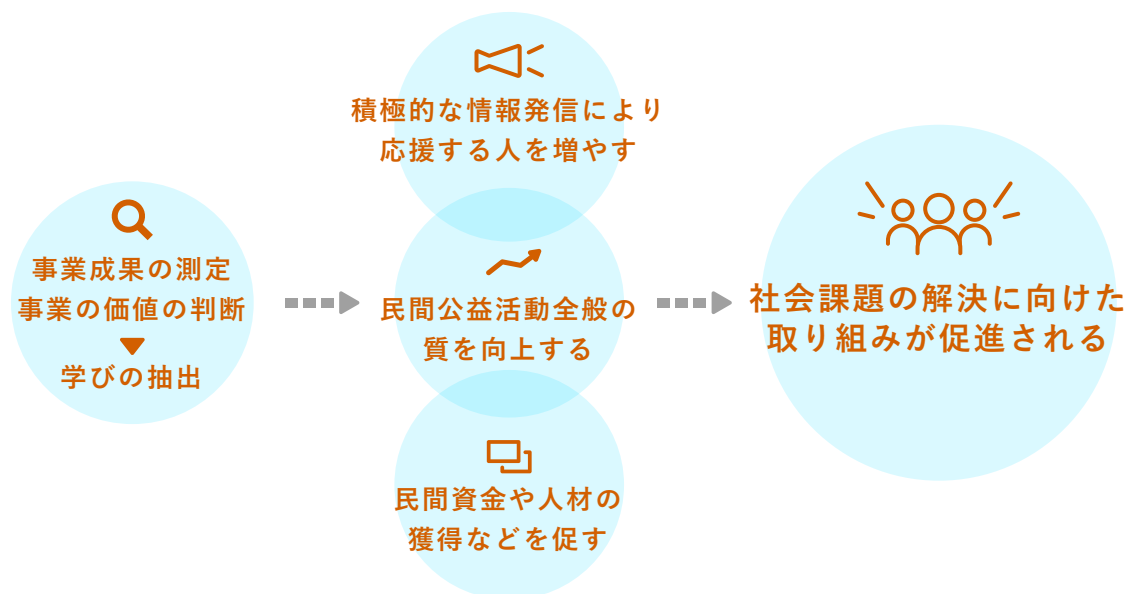 事業成果の測定
事業の価値の判断
学びの抽出
積極的な情報発信により
応援する人を増やす
民間公益活動全般の
質を向上する
民間資金や人材の
獲得などを促す
社会課題の解決に向けた
取り組みが促進される